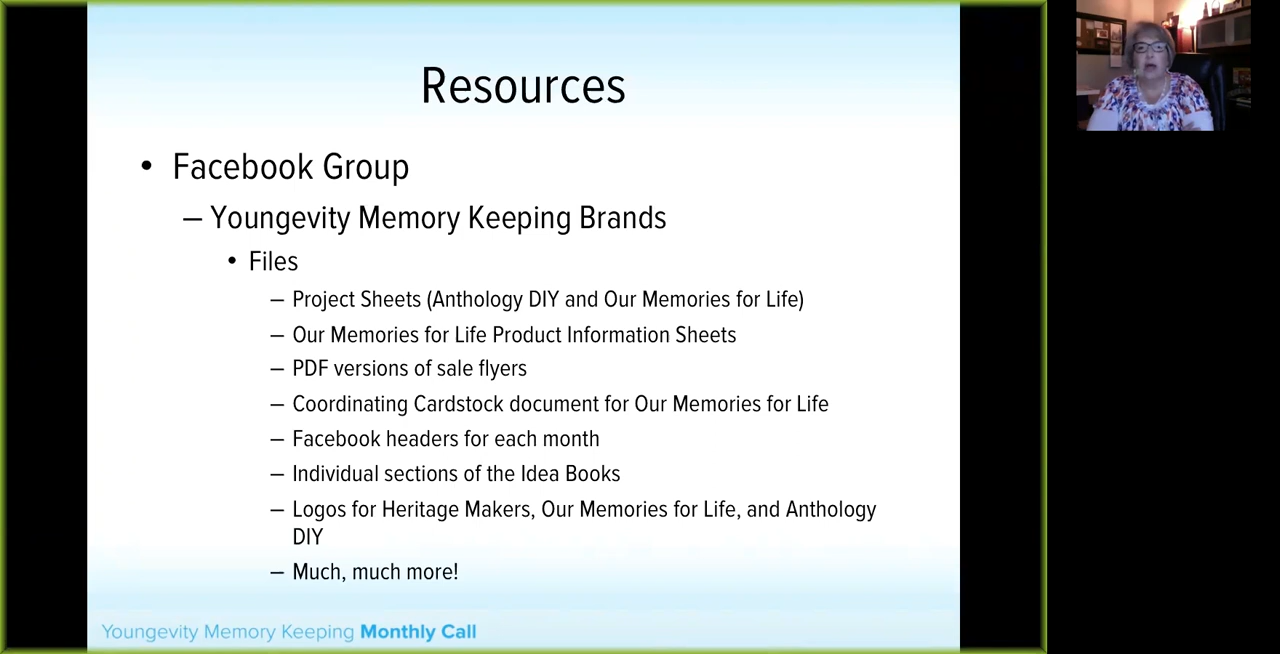 Resources
• Facebook Group
– Youngevity Memory Keeping Brands
• Files
– Project Sheets (Anthology DIY and Our Memories for Life)
– Our Memories for Life Product Information Sheets
– PDF versions of sale flyers
– Coordinating Cardstock document for Our Memories for Life
– Facebook headers for each month
– Individual sections of the Idea Books
– Logos for Heritage Makers, Our Memories for Life, and Anthology
DIY
– Much, much more!
Youngevity Memory Keeping Monthly Call